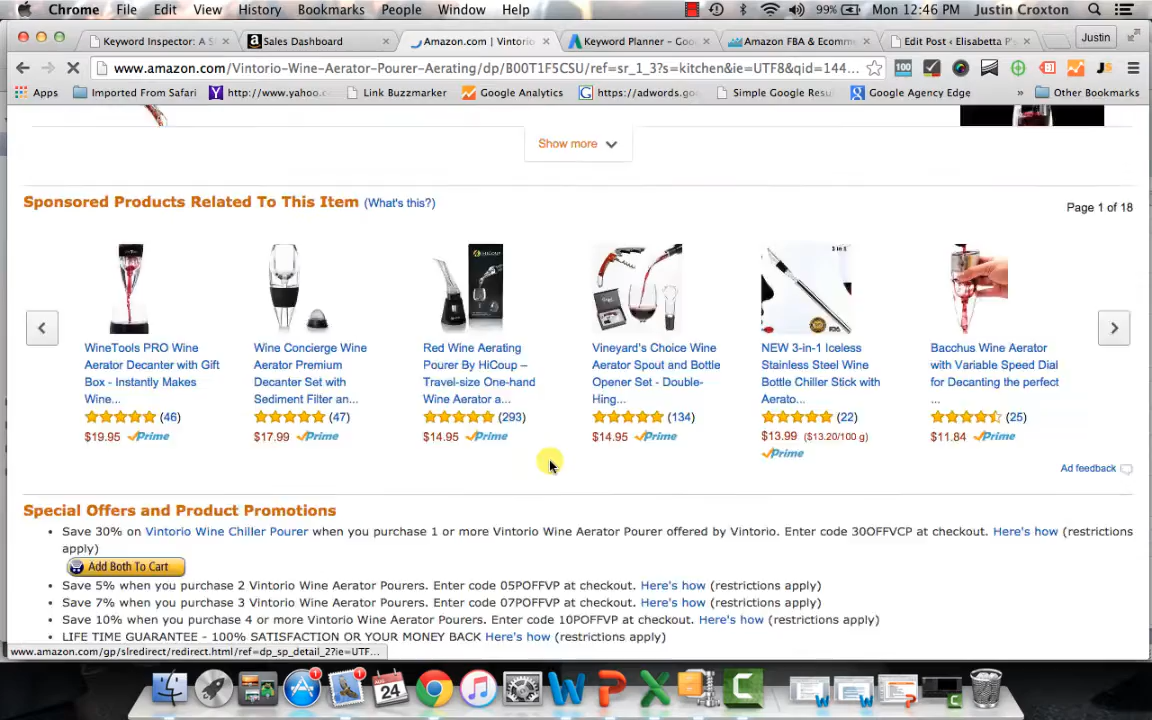 Chrome File Edit View History Bookmarks People Window Help 99% Mon 12:46 PM Justin Croxton
Keyword Inspector: A S Sales Dashboard Amazon.com | Vintorio Keyword Planner – Goo Amazon FBA & Ecomm Edit Post ‹ Elisabetta P Justin
www.amazon.com/Vintorio-Wine-Aerator-Pourer-Aerating/dp/B00T1F5CSU/ref=sr_1_3?s=kitchen&ie=UTF8&qid=144...
Apps Imported From Safari http://www.yahoo.c Link Buzzmarker Google Analytics https://adwords.go Simple Google Resu Google Agency Edge » Other Bookmarks
Show more
Sponsored Products Related To This Item (What's this?)
Page 1 of 18
WineTools PRO Wine Aerator Decanter with Gift Box - Instantly Makes Wine...
(46)
$19.95 Prime
Wine Concierge Wine Aerator Premium Decanter Set with Sediment Filter an...
(47)
$17.99 Prime
Red Wine Aerating Pourer By HiCoup – Travel-size One-hand Wine Aerator a...
(293)
$14.95 Prime
Vineyard's Choice Wine Aerator Spout and Bottle Opener Set - Double-Hing...
(134)
$14.95 Prime
NEW 3-in-1 Iceless Stainless Steel Wine Bottle Chiller Stick with Aerato...
(22)
$13.99 ($13.20/100 g)
Prime
Bacchus Wine Aerator with Variable Speed Dial for Decanting the perfect ...
(25)
$11.84 Prime
Ad feedback
Special Offers and Product Promotions
Save 30% on Vintorio Wine Chiller Pourer when you purchase 1 or more Vintorio Wine Aerator Pourer offered by Vintorio. Enter code 30OFFVCP at checkout. Here's how (restrictions
apply)
Add Both To Cart
Save 5% when you purchase 2 Vintorio Wine Aerator Pourers. Enter code 05POFFVP at checkout. Here's how (restrictions apply)
Save 7% when you purchase 3 Vintorio Wine Aerator Pourers. Enter code 07POFFVP at checkout. Here's how (restrictions apply)
Save 10% when you purchase 4 or more Vintorio Wine Aerator Pourers. Enter code 10POFFVP at checkout. Here's how (restrictions apply)
LIFE TIME GUARANTEE - 100% SATISFACTION OR YOUR MONEY BACK Here's how (restrictions apply)
www.amazon.com/gp/slredirect/redirect.html/ref=dp_sp_detail_2?ie=UTF...